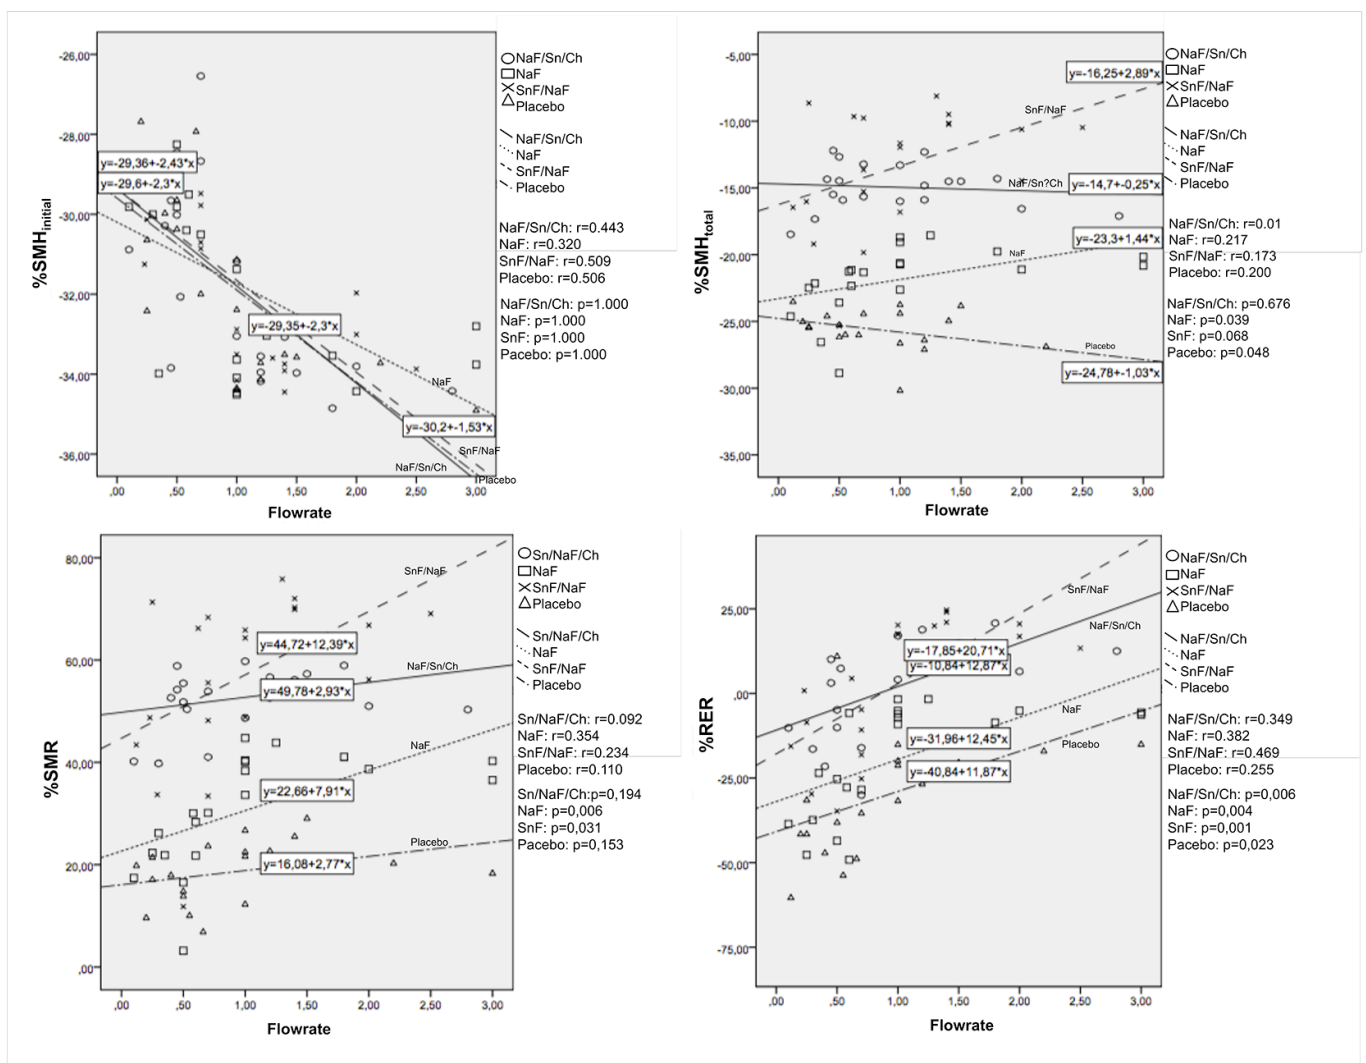 %SMHinitial
-26,00
-28,00
-30,00
-32,00
-34,00
-36,00
y=-29,36+-2,43*x
y=-29,6+-2,3*x
y=-29,35+-2,3*x
y=-30,2+-1,53*x
NaF
SnF/NaF
NaF/Sn/Ch
Placebo
,00 ,50 1,00 1,50 2,00 2,50 3,00
Flowrate
NaF/Sn/Ch
NaF
SnF/NaF
Placebo
NaF/Sn/Ch
NaF
SnF/NaF
Placebo
NaF/Sn/Ch: r=0.443
NaF: r=0.320
SnF/NaF: r=0.509
Placebo: r=0.506
NaF/Sn/Ch: p=1.000
NaF: p=1.000
SnF: p=1.000
Pacebo: p=1.000
%SMHtotal
-5,00
-10,00
-15,00
-20,00
-25,00
-30,00
-35,00
y=-16,25+2,89*x
SnF/NaF
NaF/Sn?Ch
y=-14,7+-0,25*x
y=-23,3+1,44*x
NaF
Placebo
y=-24,78+-1,03*x
,00 ,50 1,00 1,50 2,00 2,50 3,00
Flowrate
NaF/Sn/Ch
NaF
SnF/NaF
Placebo
NaF/Sn/Ch
NaF
SnF/NaF
Placebo
NaF/Sn/Ch: r=0.01
NaF: r=0.217
SnF/NaF: r=0.173
Placebo: r=0.200
NaF/Sn/Ch: p=0.676
NaF: p=0.039
SnF: p=0.068
Pacebo: p=0.048
%SMR
80,00
60,00
40,00
20,00
,00
SnF/NaF
y=44,72+12,39*x
NaF/Sn/Ch
y=49,78+2,93*x
NaF
y=22,66+7,91*x
Placebo
y=16,08+2,77*x
,00 ,50 1,00 1,50 2,00 2,50 3,00
Flowrate
Sn/NaF/Ch
NaF
SnF/NaF
Placebo
Sn/NaF/Ch
NaF
SnF/NaF
Placebo
Sn/NaF/Ch: r=0.092
NaF: r=0.354
SnF/NaF: r=0.234
Placebo: r=0.110
Sn/NaF/Ch:p=0,194
NaF: p=0,006
SnF: p=0,031
Pacebo: p=0,153
%RER
25,00
,00
-25,00
-50,00
-75,00
SnF/NaF
NaF/Sn/Ch
y=-17,85+20,71*x
y=-10,84+12,87*x
NaF
y=-31,96+12,45*x
Placebo
y=-40,84+11,87*x
,00 ,50 1,00 1,50 2,00 2,50 3,00
Flowrate
NaF/Sn/Ch
NaF
SnF/NaF
Placebo
NaF/Sn/Ch
NaF
SnF/NaF
Placebo
NaF/Sn/Ch: r=0.349
NaF: r=0.382
SnF/NaF: r=0.469
Placebo: r=0.255
NaF/Sn/Ch: p=0,006
NaF: p=0,004
SnF: p=0,001
Pacebo: p=0,023